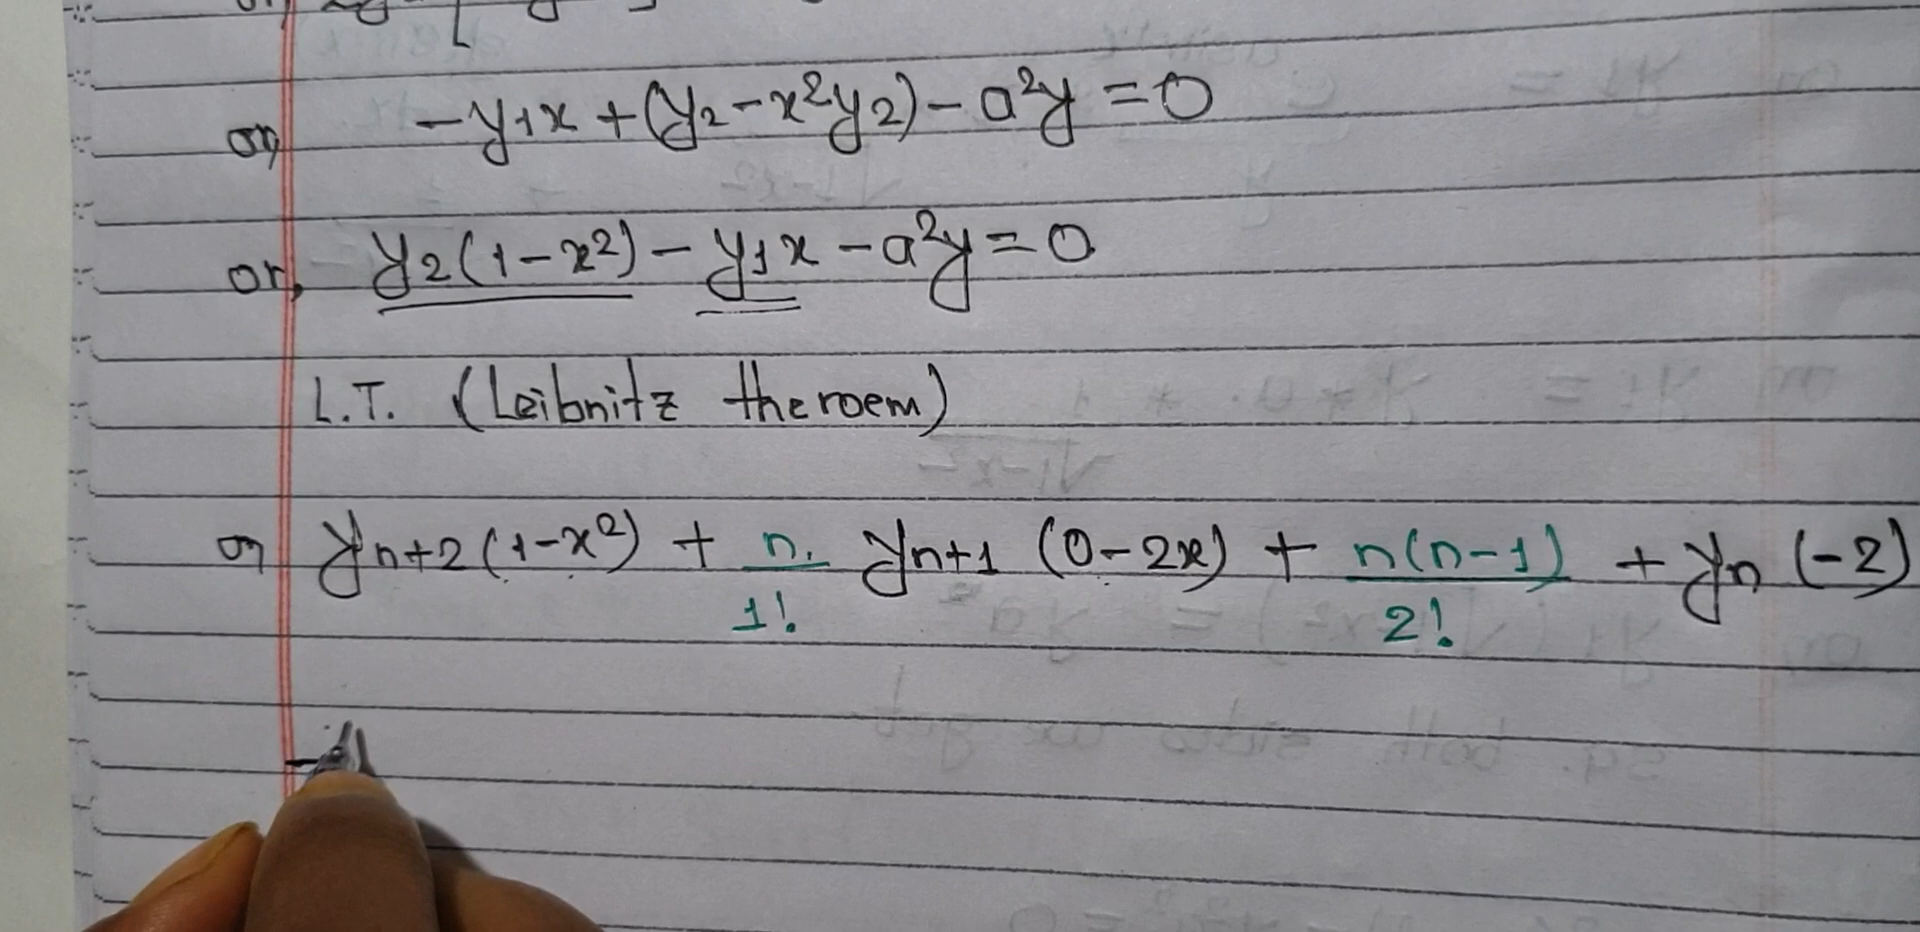 or, -y₁x + (y₂ - x²y₂) - a²y = 0
or, y₂(1-x²) - y₁x - a²y = 0
L.T. (Leibnitz theroem)
or yn+2 (1-x²) + n./1! yn+1 (0-2x) + n(n-1)/2! + yn (-2)
-